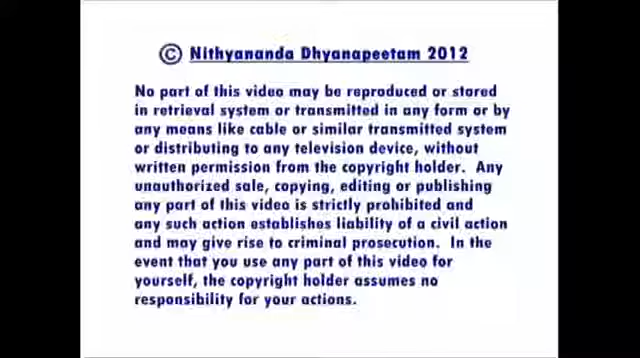 © Nithyananda Dhyanapeetam 2012
No part of this video may be reproduced or stored
in retrieval system or transmitted in any form or by
any means like cable or similar transmitted system
or distributing to any television device, without
written permission from the copyright holder. Any
unauthorized sale, copying, editing or publishing
any part of this video is strictly prohibited and
any such action establishes liability of a civil action
and may give rise to criminal prosecution. In the
event that you use any part of this video for
yourself, the copyright holder assumes no
responsibility for your actions.